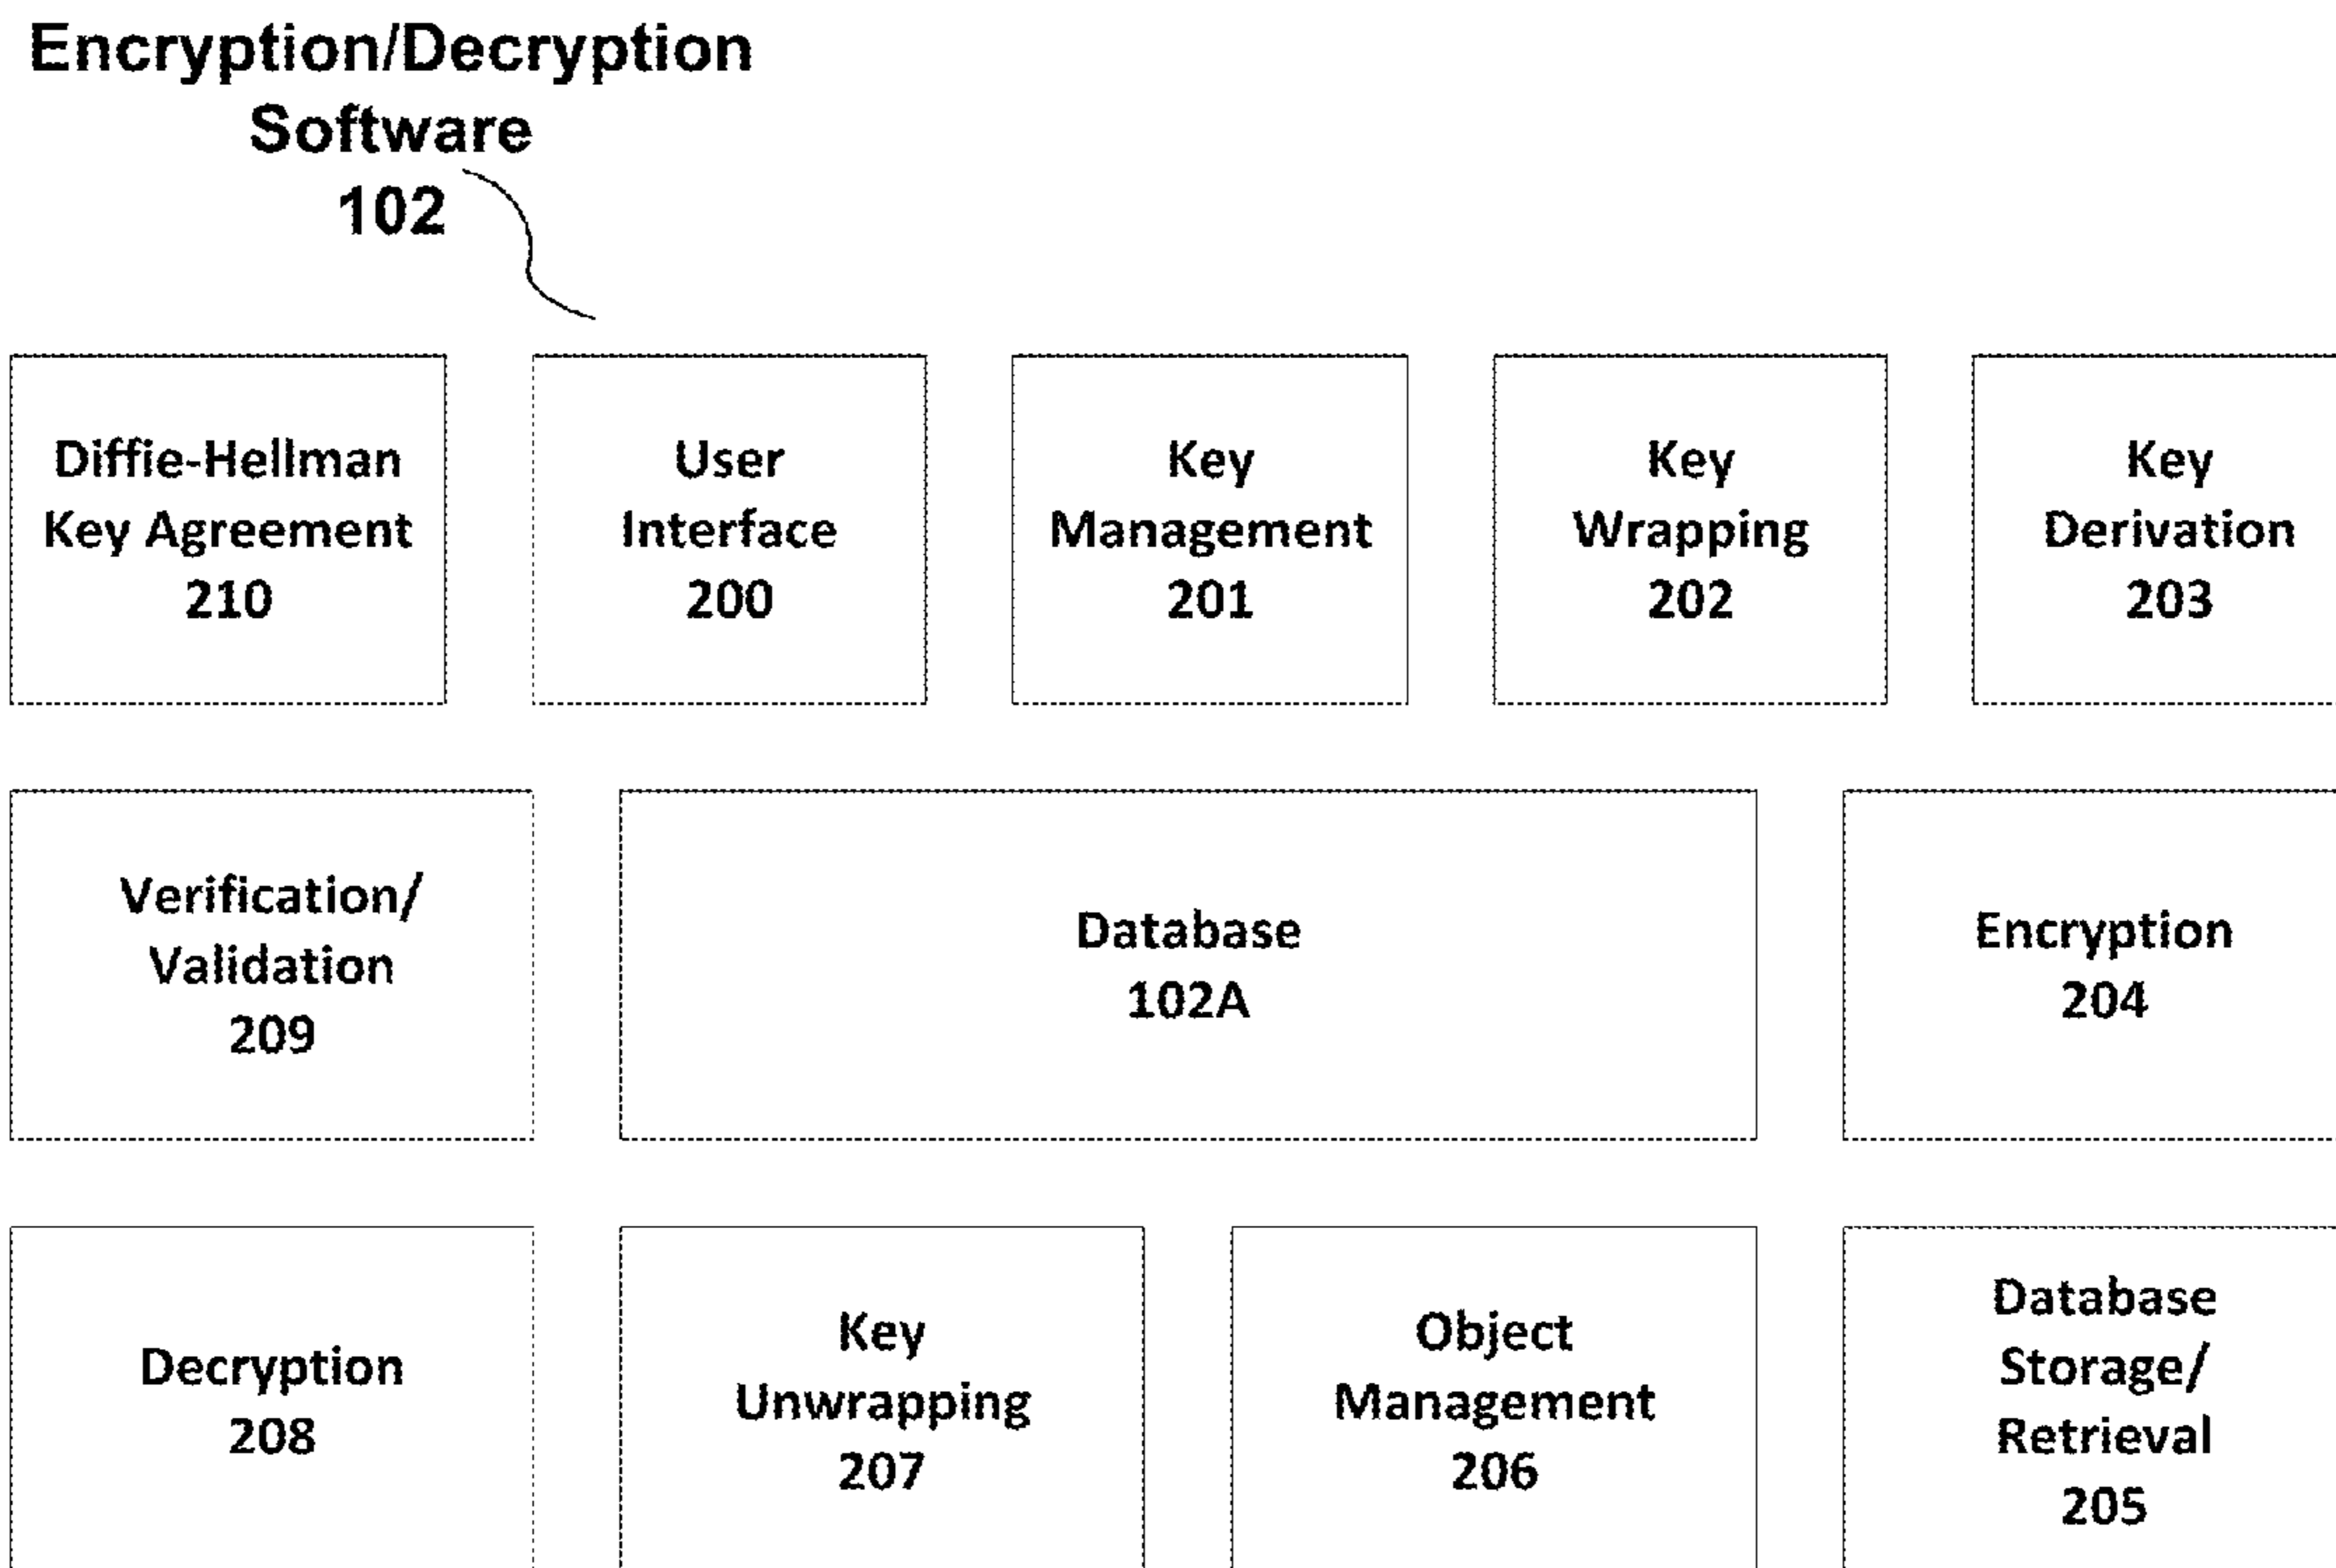 Encryption/Decryption
Software
102
Diffie-Hellman
Key Agreement
210
User
Interface
200
Key
Management
201
Key
Wrapping
202
Key
Derivation
203
Verification/
Validation
209
Database
102A
Encryption
204
Decryption
208
Key
Unwrapping
207
Object
Management
206
Database
Storage/
Retrieval
205